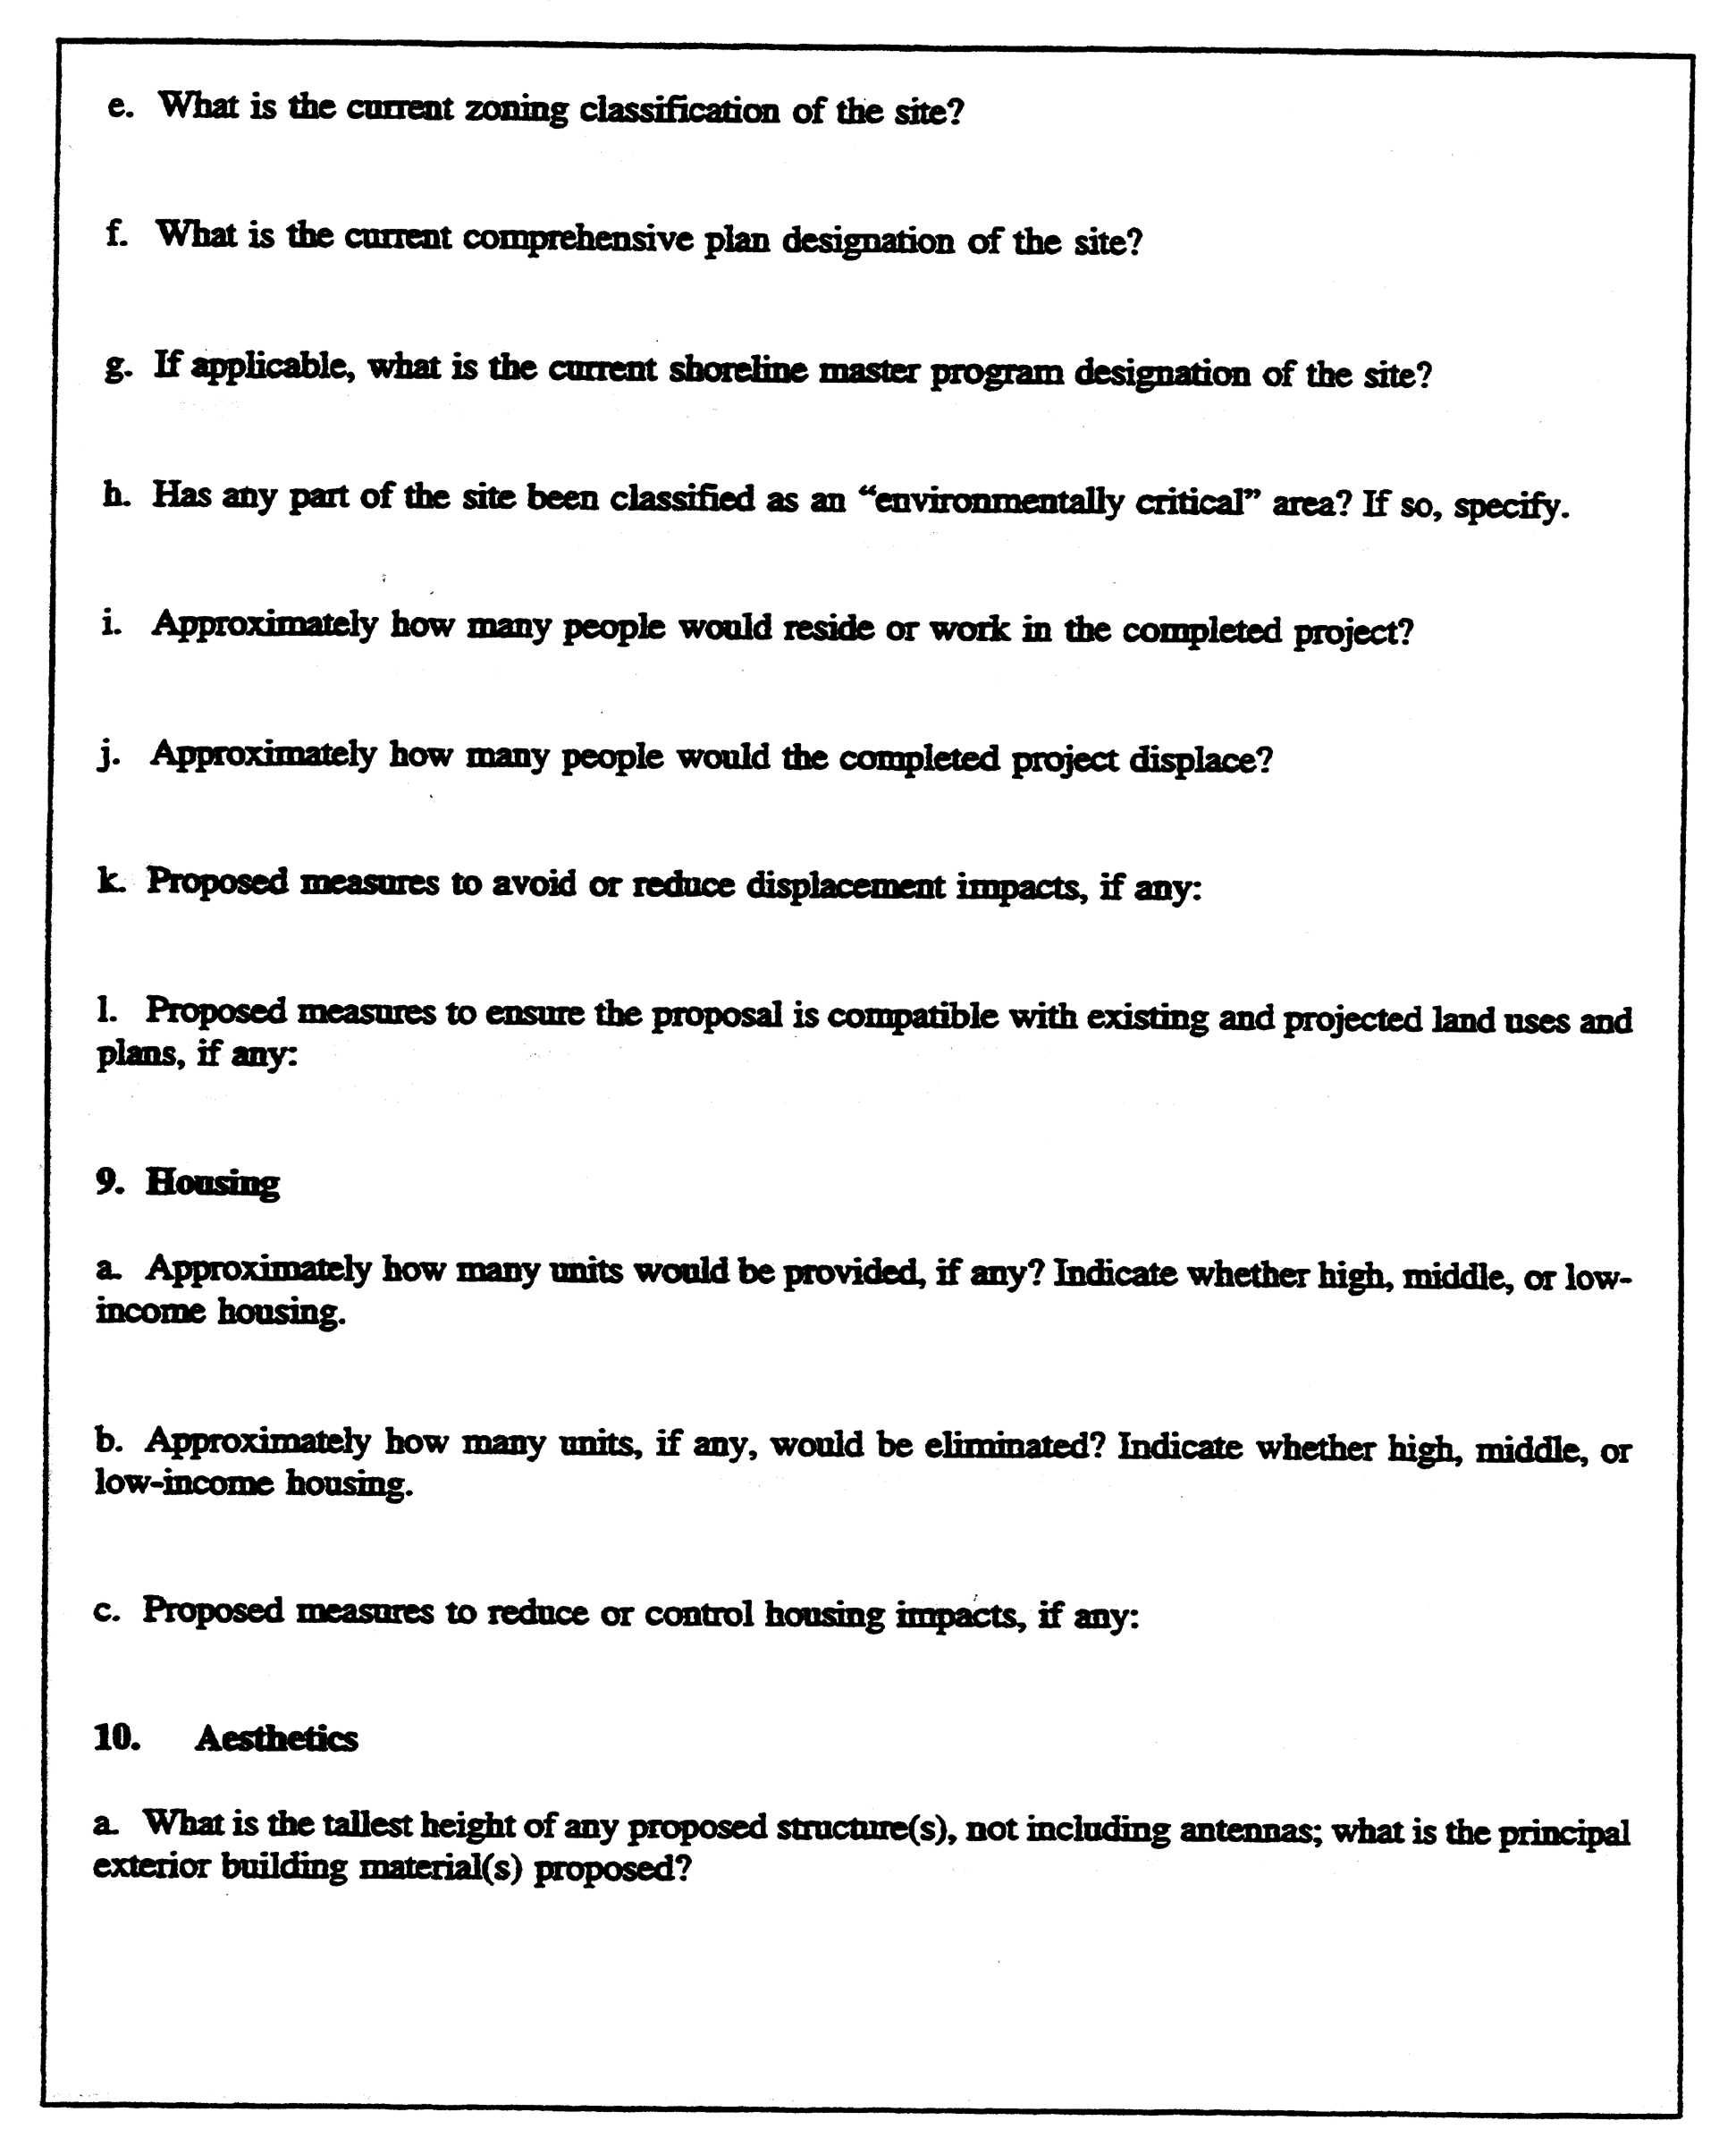 e. What is the current zoning classification of the site?
f. What is the current comprehensive plan designation of the site?
g. If applicable, what is the current shoreline master program designation of the site?
h. Has any part of the site been classified as an “environmentally critical” area? If so, specify.
i. Approximately how many people would reside or work in the completed project?
j. Approximately how many people would the completed project displace?
k. Proposed measures to avoid or reduce displacement impacts, if any:
l. Proposed measures to ensure the proposal is compatible with existing and projected land uses and
plans, if any:
9. Housing
a. Approximately how many units would be provided, if any? Indicate whether high, middle, or low-
income housing.
b. Approximately how many units, if any, would be eliminated? Indicate whether high, middle, or
low-income housing.
c. Proposed measures to reduce or control housing impacts, if any:
10. Aesthetics
a. What is the tallest height of any proposed structure(s), not including antennas; what is the principal
exterior building material(s) proposed?